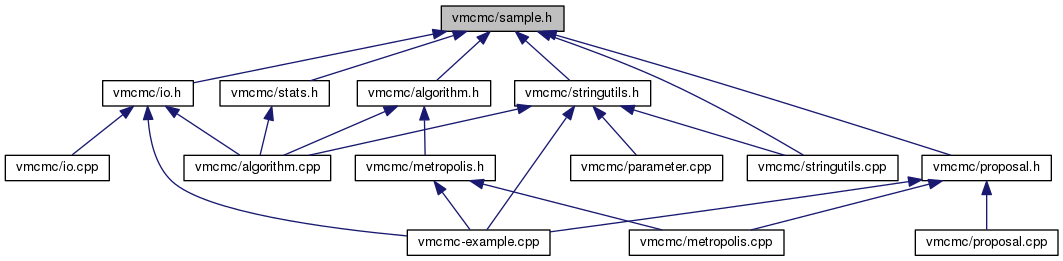 vmcmc/sample.h
vmcmc/io.h
vmcmc/stats.h
vmcmc/algorithm.h
vmcmc/stringutils.h
vmcmc/io.cpp
vmcmc/algorithm.cpp
vmcmc/metropolis.h
vmcmc/parameter.cpp
vmcmc/stringutils.cpp
vmcmc/proposal.h
vmcmc-example.cpp
vmcmc/metropolis.cpp
vmcmc/proposal.cpp